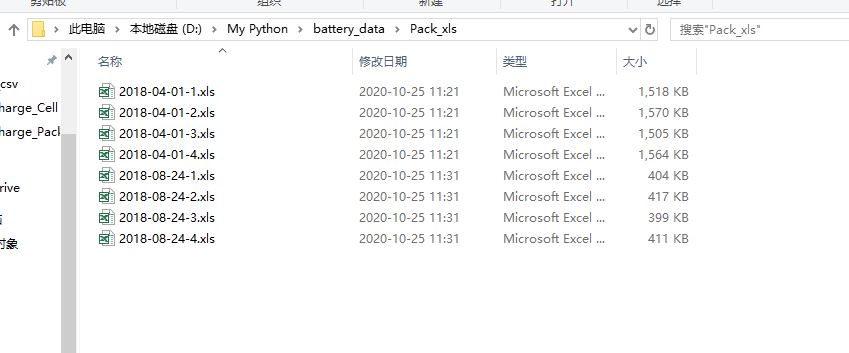 剪贴板 组织 新建 打开 选择
此电脑 本地磁盘 (D:) My Python battery_data Pack_xls 搜索"Pack_xls"
名称 修改日期 类型 大小
csv
2018-04-01-1.xls 2020-10-25 11:21 Microsoft Excel ... 1,518 KB
harge_Cell
2018-04-01-2.xls 2020-10-25 11:21 Microsoft Excel ... 1,570 KB
harge_Pack
2018-04-01-3.xls 2020-10-25 11:21 Microsoft Excel ... 1,505 KB
2018-04-01-4.xls 2020-10-25 11:21 Microsoft Excel ... 1,564 KB
2018-08-24-1.xls 2020-10-25 11:31 Microsoft Excel ... 404 KB
rive
2018-08-24-2.xls 2020-10-25 11:31 Microsoft Excel ... 417 KB
2018-08-24-3.xls 2020-10-25 11:31 Microsoft Excel ... 399 KB
2018-08-24-4.xls 2020-10-25 11:31 Microsoft Excel ... 411 KB
对象